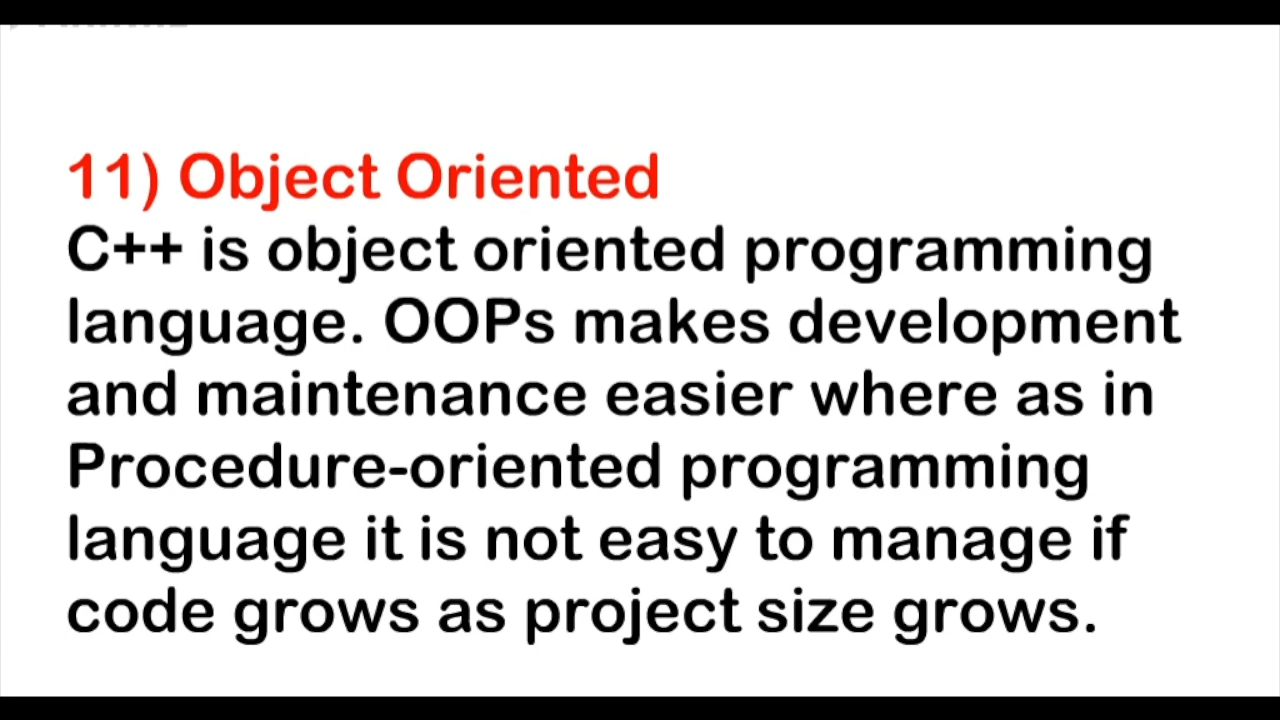 11) Object Oriented
C++ is object oriented programming
language. OOPs makes development
and maintenance easier where as in
Procedure-oriented programming
language it is not easy to manage if
code grows as project size grows.